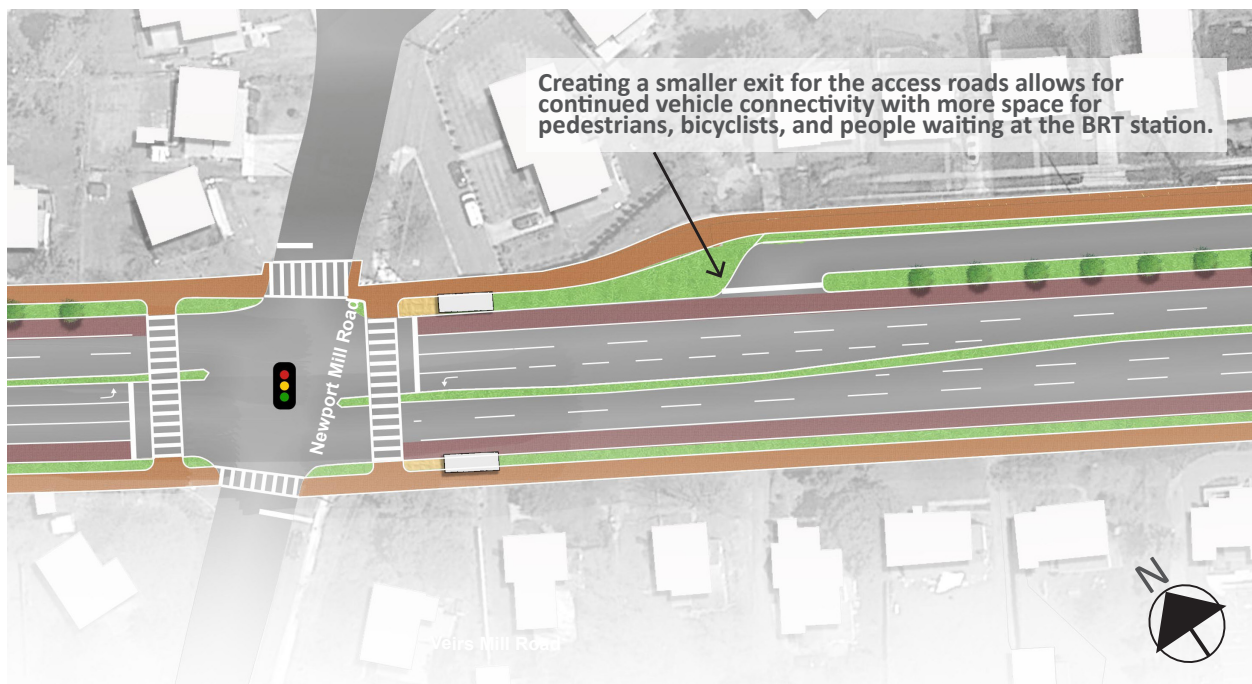 Creating a smaller exit for the access roads allows for
continued vehicle connectivity with more space for
pedestrians, bicyclists, and people waiting at the BRT station.
Newport Mill Road
N
Veirs Mill Road